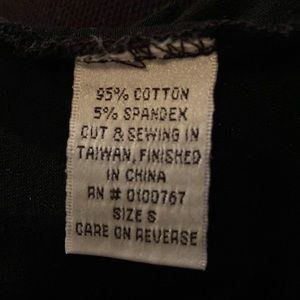 95% COTTON
5% SPANDEX
CUT & SEWING IN
TAIWAN, FINISHED
IN CHINA
RN # 0100767
SIZE S
CARE ON REVERSE